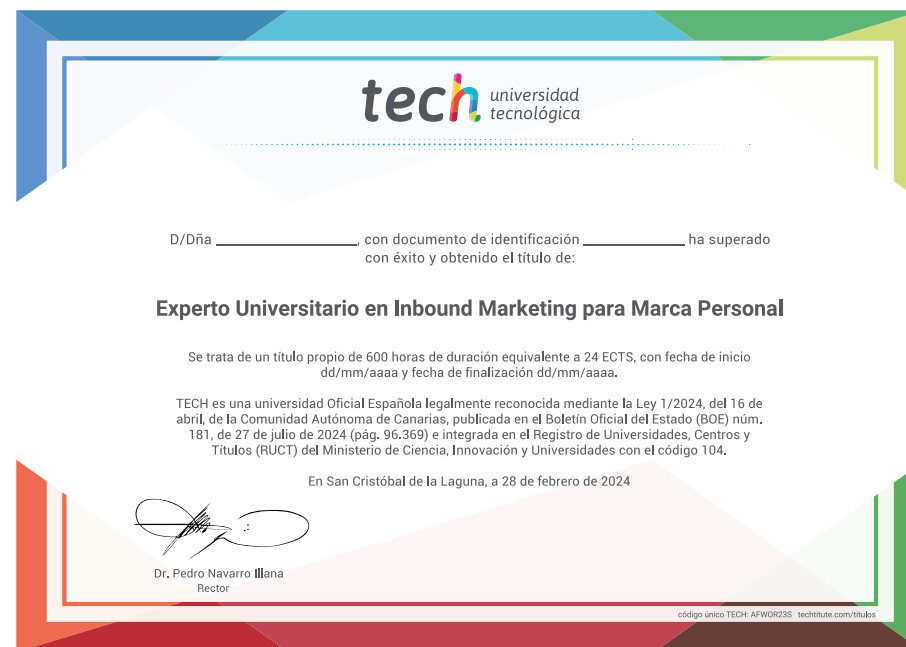 tech universidad
tecnológica
D/Dña ______________, con documento de identificación __________ ha superado
con éxito y obtenido el título de:
Experto Universitario en Inbound Marketing para Marca Personal
Se trata de un título propio de 600 horas de duración equivalente a 24 ECTS, con fecha de inicio
dd/mm/aaaa y fecha de finalización dd/mm/aaaa.
TECH es una universidad Oficial Española legalmente reconocida mediante la Ley 1/2024, del 16 de
abril, de la Comunidad Autónoma de Canarias, publicada en el Boletín Oficial del Estado (BOE) núm.
181, de 27 de julio de 2024 (pág. 96.369) e integrada en el Registro de Universidades, Centros y
Títulos (RUCT) del Ministerio de Ciencia, Innovación y Universidades con el código 104.
En San Cristóbal de la Laguna, a 28 de febrero de 2024
Dr. Pedro Navarro Illana
Rector
código único TECH: AFWOR23S techtitute.com/titulos